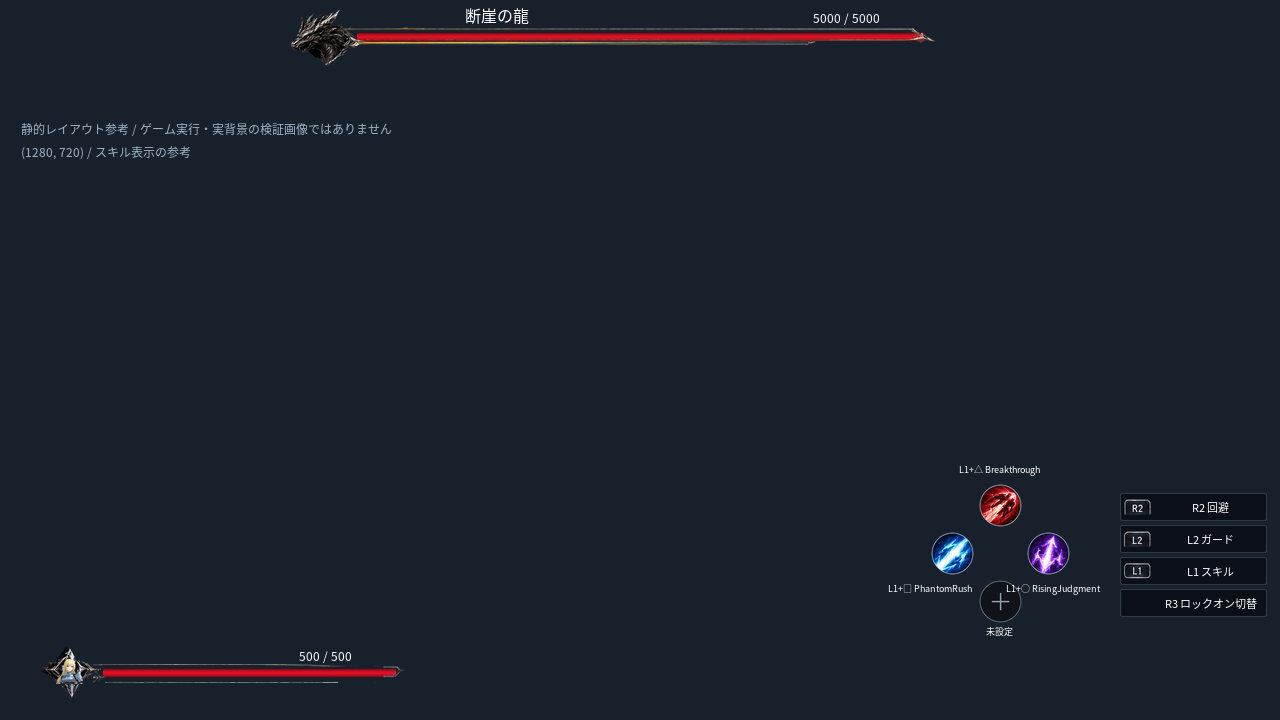 断崖の龍
5000 / 5000
静的レイアウト参考 / ゲーム実行・実背景の検証画像ではありません
(1280, 720) / スキル表示の参考
L1+△ Breakthrough
L1+□ PhantomRush
L1+○ RisingJudgment
未設定
R2 R2 回避
L2 L2 ガード
L1 L1 スキル
R3 ロックオン切替
500 / 500